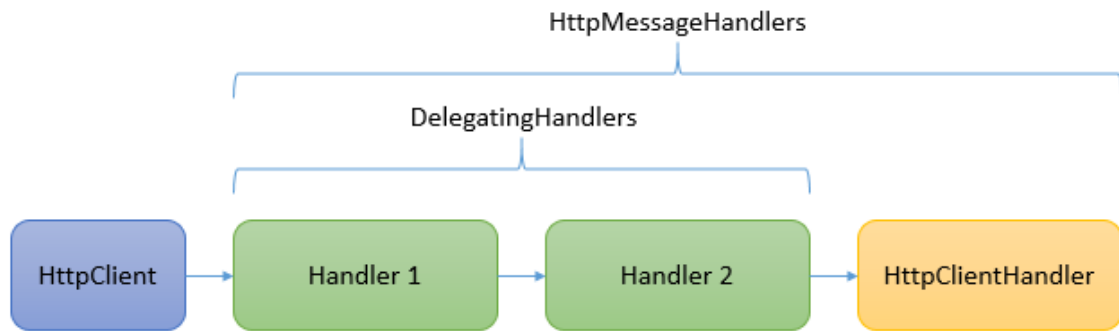 HttpMessageHandlers
DelegatingHandlers
HttpClient
Handler 1
Handler 2
HttpClientHandler